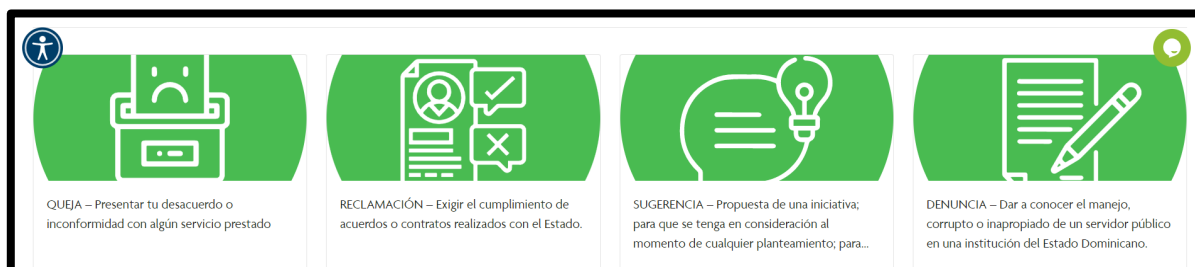 QUEJA – Presentar tu desacuerdo o
inconformidad con algún servicio prestado
RECLAMACIÓN – Exigir el cumplimiento de
acuerdos o contratos realizados con el Estado.
SUGERENCIA – Propuesta de una iniciativa;
para que se tenga en consideración al
momento de cualquier planteamiento; para...
DENUNCIA – Dar a conocer el manejo,
corrupto o inapropiado de un servidor público
en una institución del Estado Dominicano.